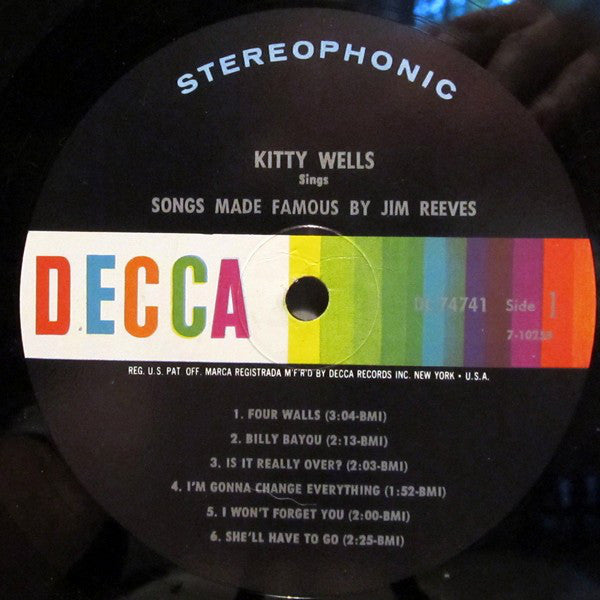 STEREOPHONIC
KITTY WELLS
Sings
SONGS MADE FAMOUS BY JIM REEVES
DECCA
DL 74741 Side 1
REG. U.S. PAT. OFF. MARCA REGISTRADA M'F'R'D BY DECCA RECORDS INC. NEW YORK • U.S.A.
1. FOUR WALLS (3:04-BMI)
2. BILLY BAYOU (2:13-BMI)
3. IS IT REALLY OVER? (2:03-BMI)
4. I'M GONNA CHANGE EVERYTHING (1:52-BMI)
5. I WON'T FORGET YOU (2:00-BMI)
6. SHE'LL HAVE TO GO (2:25-BMI)